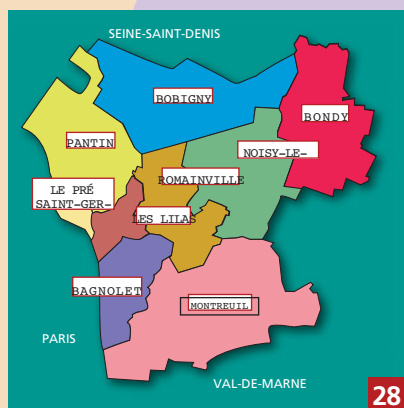 SEINE-SAINT-DENIS
BOBIGNY
BONDY
PANTIN
NOISY-LE-
ROMAINVILLE
LE PRÉ
SAINT-GER-
LES LILAS
BAGNOLET
MONTREUIL
PARIS
VAL-DE-MARNE
28